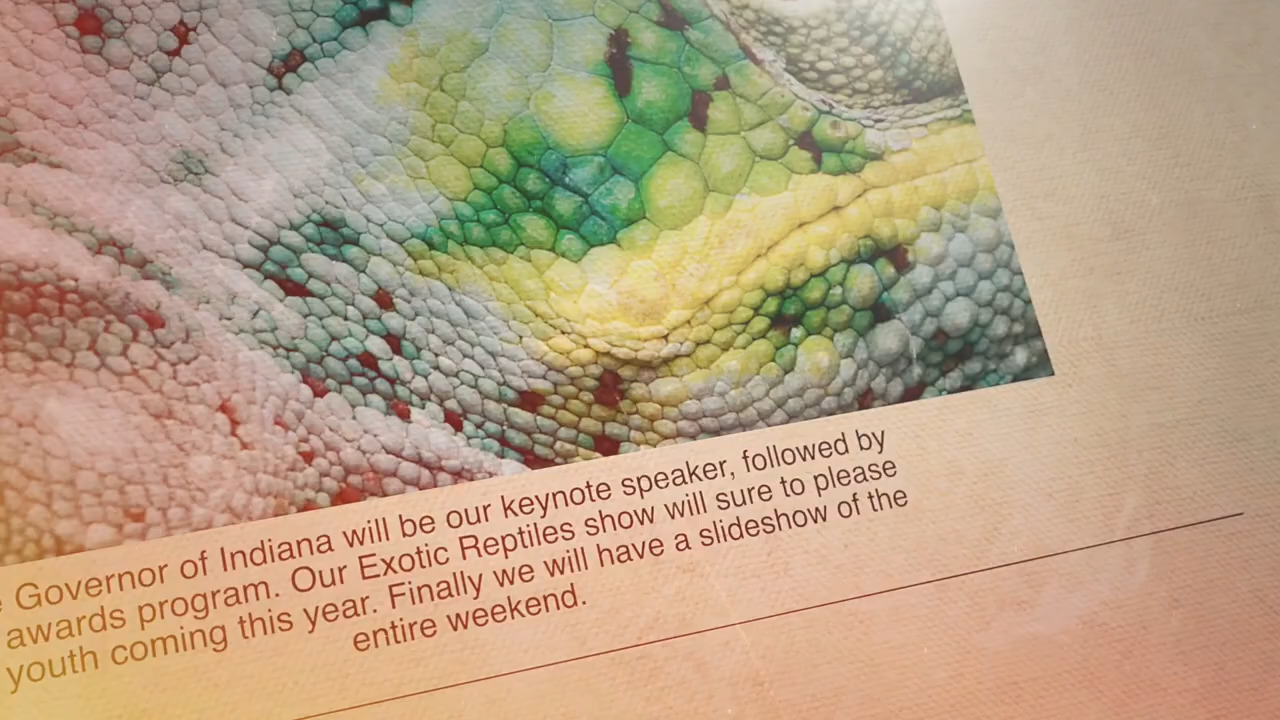 Governor of Indiana will be our keynote speaker, followed by
awards program. Our Exotic Reptiles show will sure to please
youth coming this year. Finally we will have a slideshow of the
entire weekend.